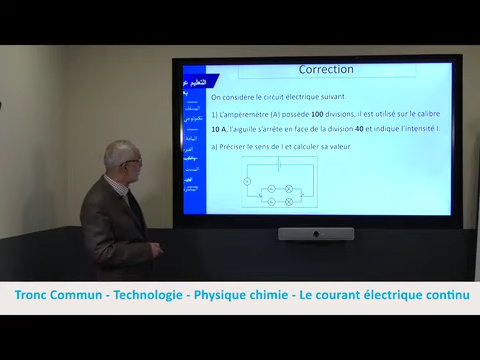 Correction
التعليم عن
On considère le circuit électrique suivant.
1) L'ampèremètre (A) possède 100 divisions, il est utilisé sur le calibre
10 A, l'aiguille s'arrête en face de la division 40 et indique l'intensité I.
a) Préciser le sens de I et calculer sa valeur.
Tronc Commun - Technologie - Physique chimie - Le courant électrique continu